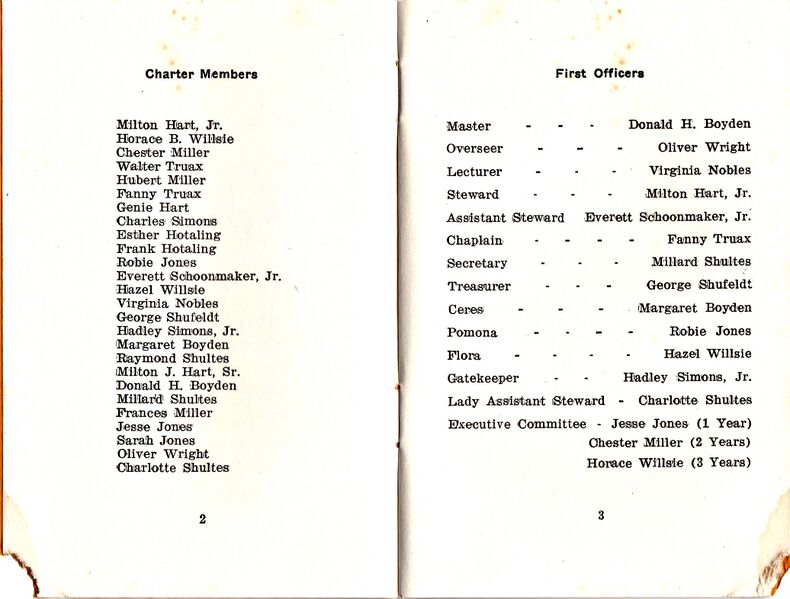 Charter Members
Milton Hart, Jr.
Horace B. Willsie
Chester Miller
Walter Truax
Hubert Miller
Fanny Truax
Genie Hart
Charles Simons
Esther Hotaling
Frank Hotaling
Robie Jones
Everett Schoonmaker, Jr.
Hazel Willsie
Virginia Nobles
George Shufeldt
Hadley Simons, Jr.
Margaret Boyden
Raymond Shultes
Milton J. Hart, Sr.
Donald H. Boyden
Millard Shultes
Frances Miller
Jesse Jones
Sarah Jones
Oliver Wright
Charlotte Shultes
2
First Officers
Master - - - Donald H. Boyden
Overseer - - - Oliver Wright
Lecturer - - - Virginia Nobles
Steward - - - Milton Hart, Jr.
Assistant Steward Everett Schoonmaker, Jr.
Chaplain - - - - Fanny Truax
Secretary - - - Millard Shultes
Treasurer - - - George Shufeldt
Ceres - - - - Margaret Boyden
Pomona - - - - Robie Jones
Flora - - - - Hazel Willsie
Gatekeeper - - Hadley Simons, Jr.
Lady Assistant Steward - Charlotte Shultes
Executive Committee - Jesse Jones (1 Year)
Chester Miller (2 Years)
Horace Willsie (3 Years)
3